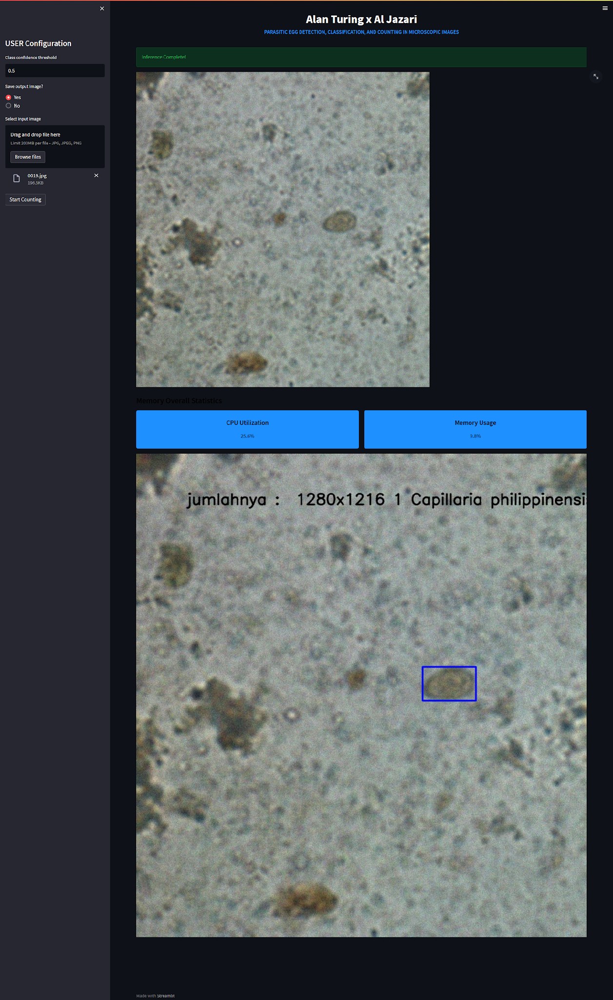 USER Configuration
Class confidence threshold
0.5
Save output image?
Yes
No
Select input image
Drag and drop file here
Limit 200MB per file • JPG, JPEG, PNG
Browse files
0019.jpg
196.5KB
Start Counting
Alan Turing x Al Jazari
PARASITIC EGG DETECTION, CLASSIFICATION, AND COUNTING IN MICROSCOPIC IMAGES
Inference Complete!
Memory Overall Statistics
CPU Utilization
25.6%
Memory Usage
9.8%
jumlahnya : 1280x1216 1 Capillaria philippinensi
Made with Streamlit